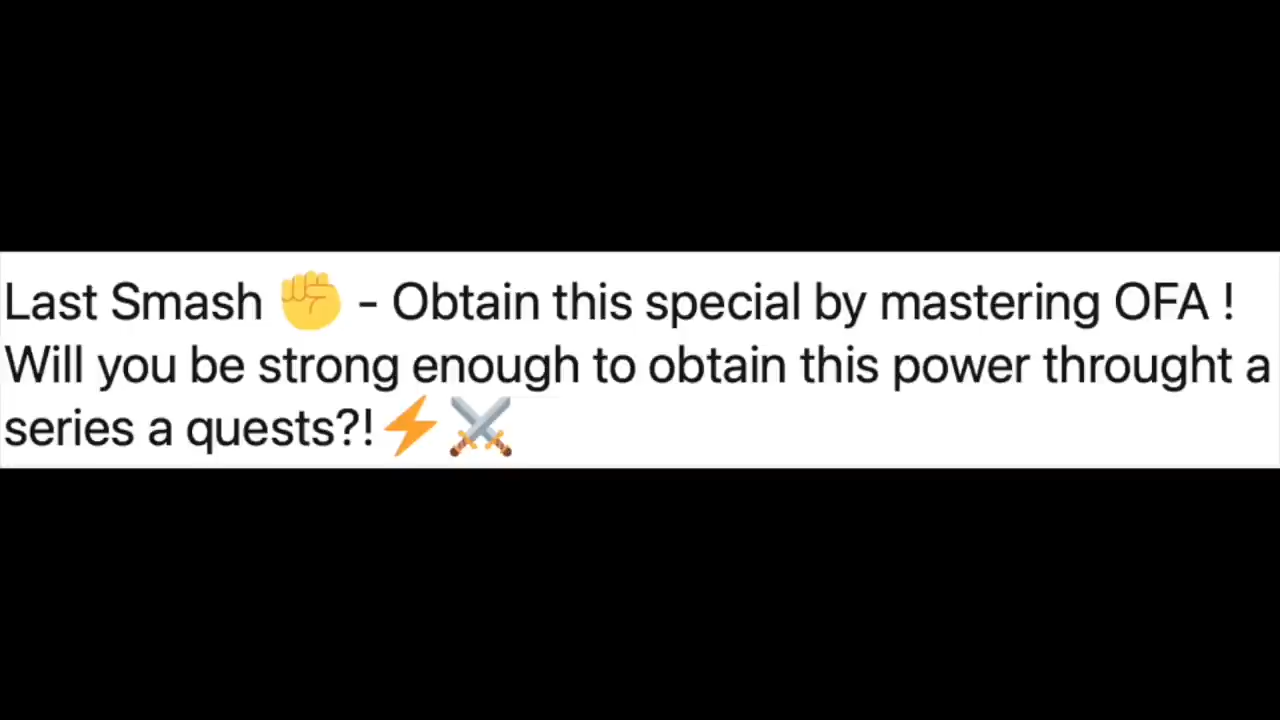 Last Smash ✊ - Obtain this special by mastering OFA !
Will you be strong enough to obtain this power throught a
series a quests?!⚡⚔️